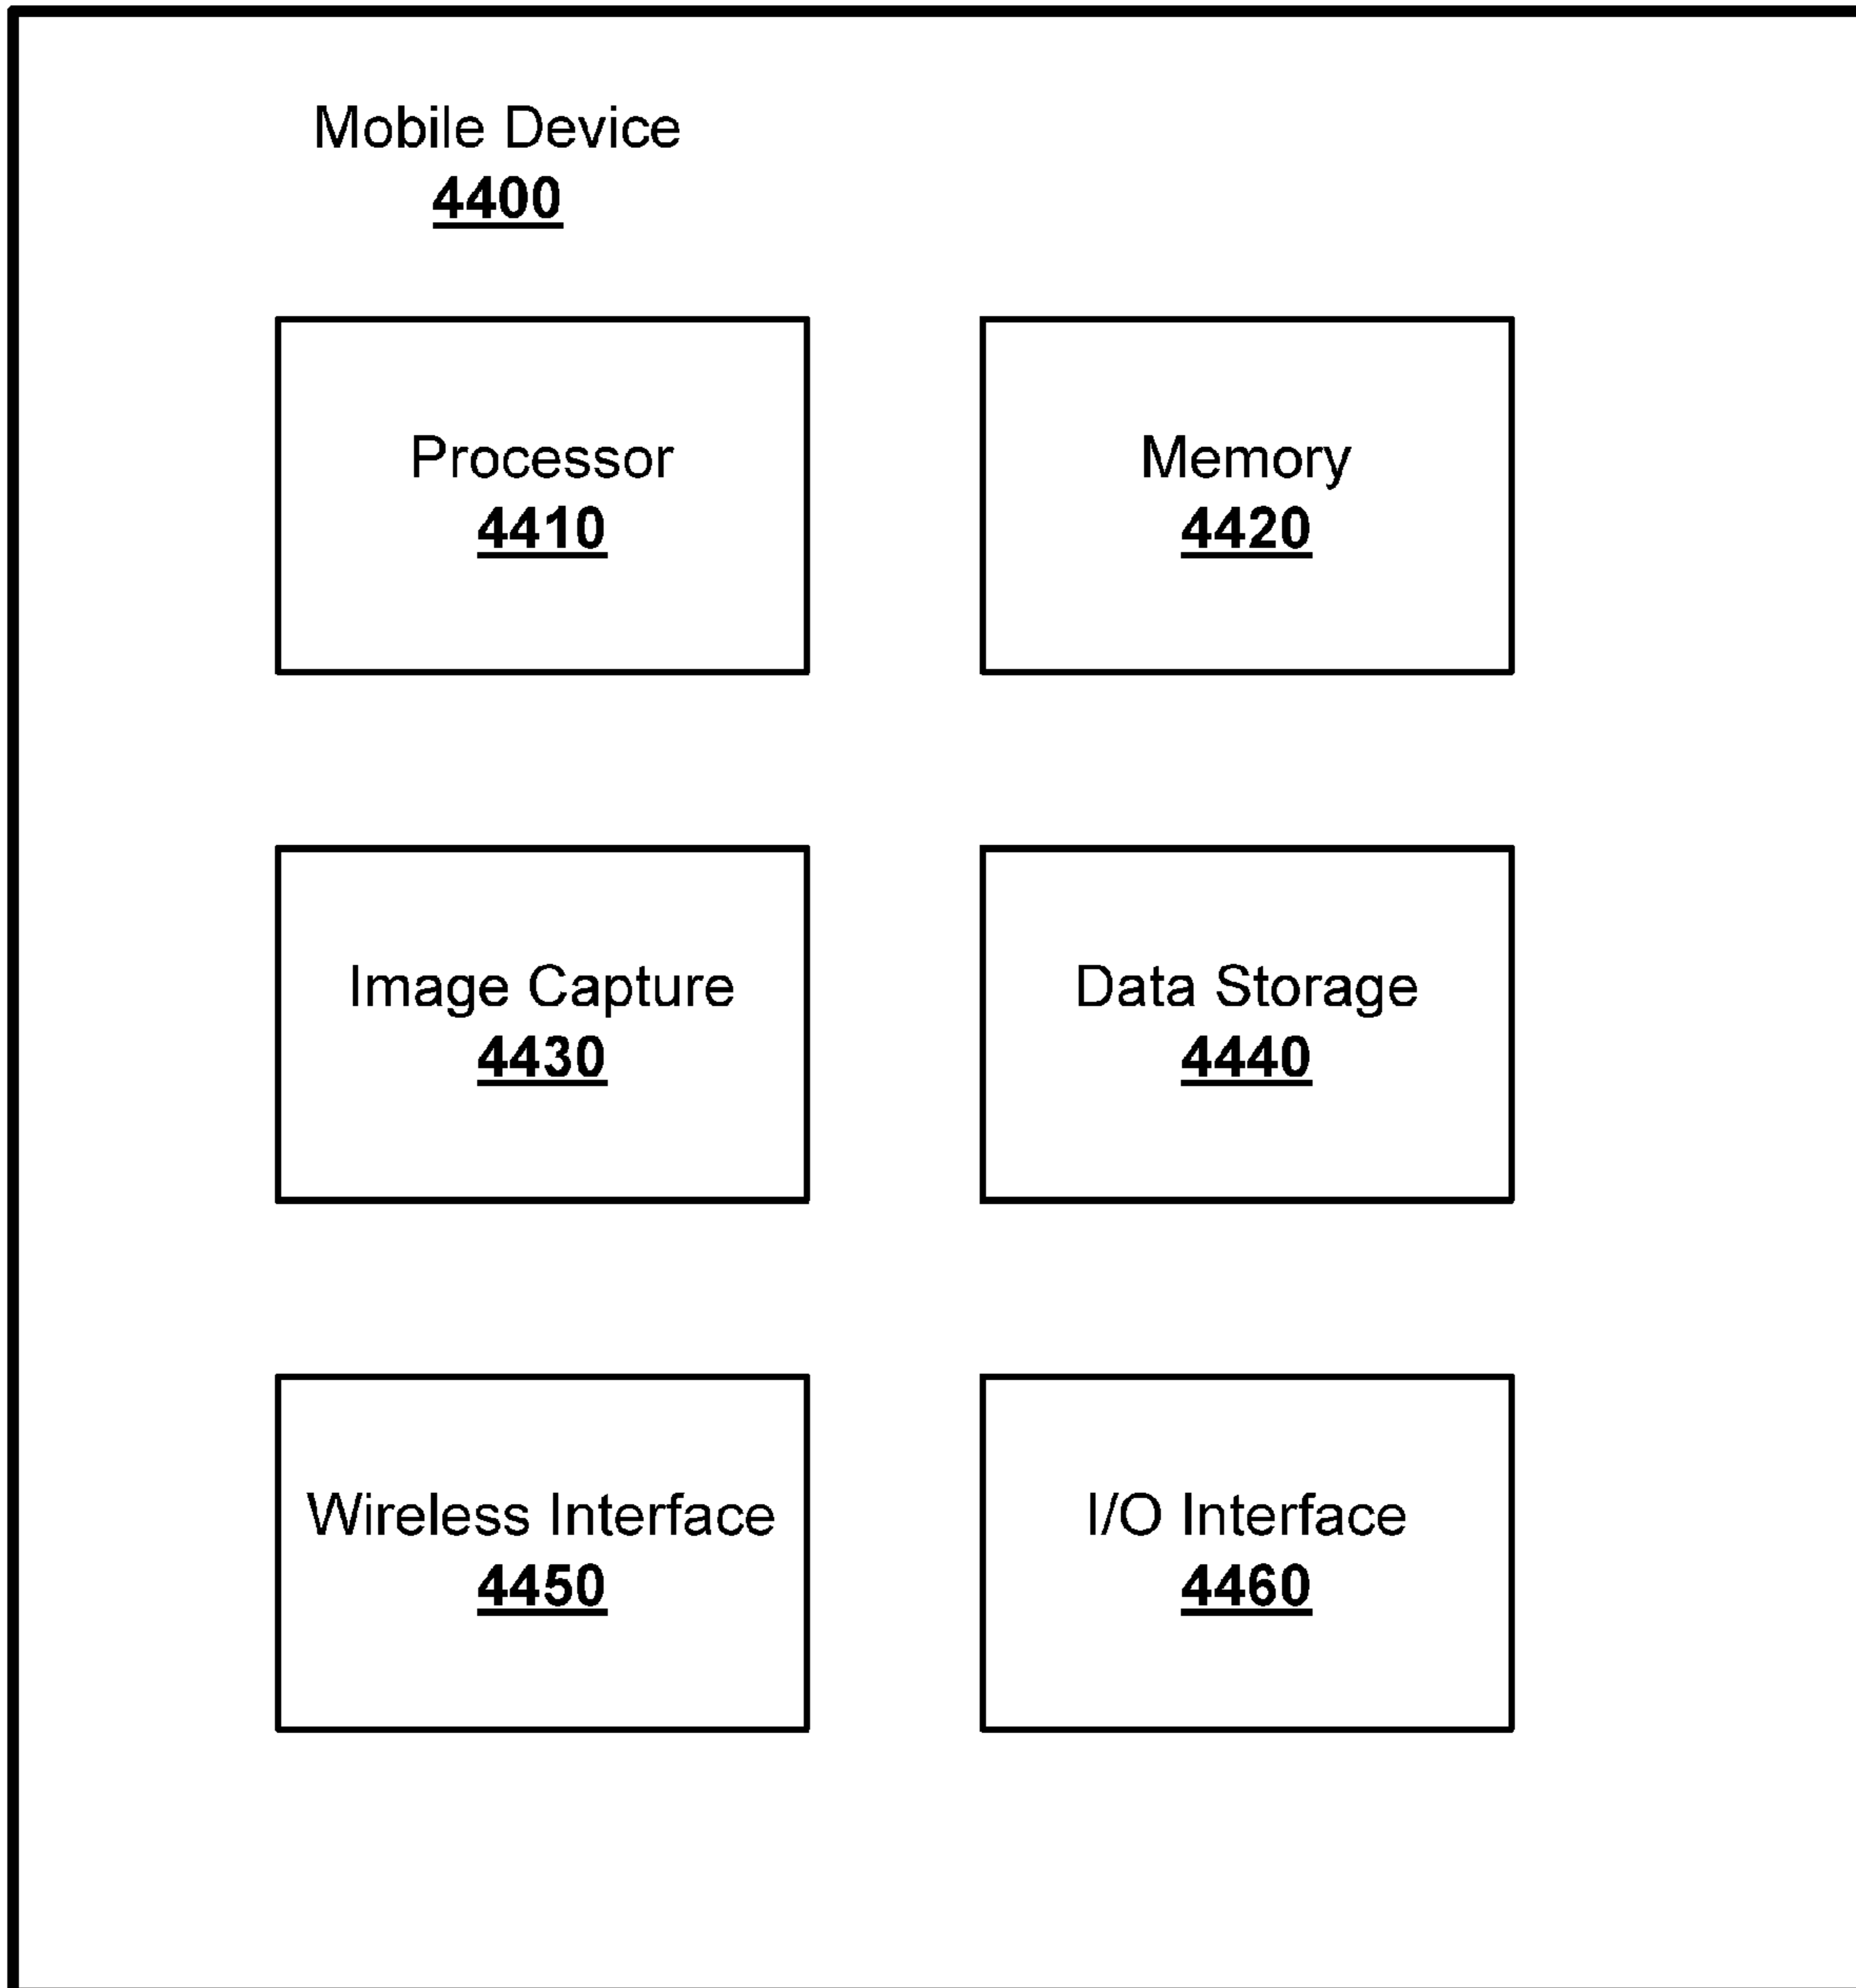 Mobile Device
4400
Processor
4410
Memory
4420
Image Capture
4430
Data Storage
4440
Wireless Interface
4450
I/O Interface
4460